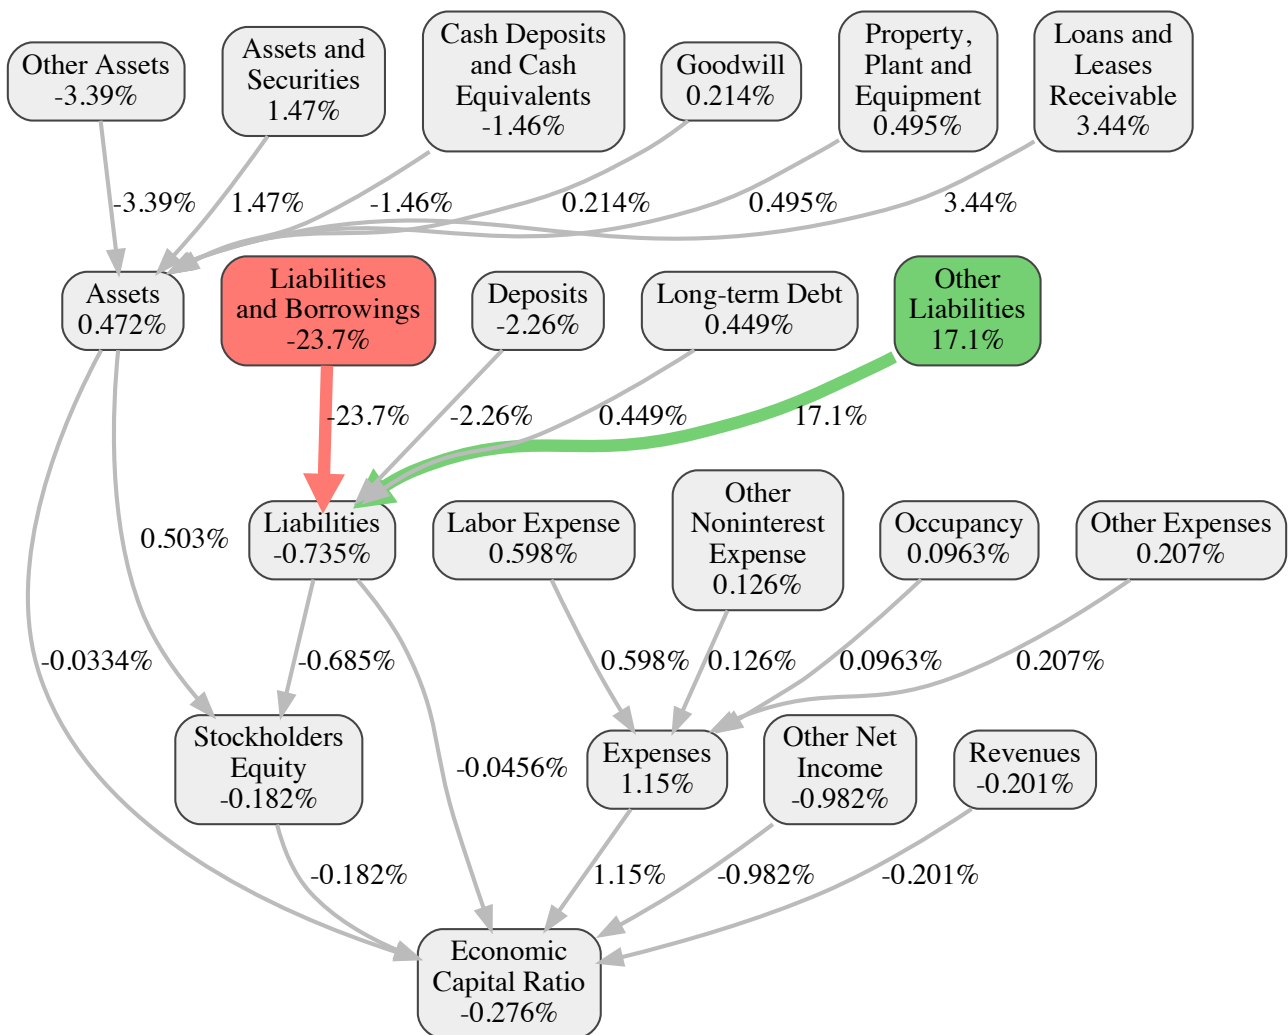 Other Assets
-3.39%
Assets and
Securities
1.47%
Cash Deposits
and Cash
Equivalents
-1.46%
Goodwill
0.214%
Property,
Plant and
Equipment
0.495%
Loans and
Leases
Receivable
3.44%
-3.39%
1.47%
-1.46%
0.214%
0.495%
3.44%
Assets
0.472%
Liabilities
and Borrowings
-23.7%
Deposits
-2.26%
Long-term Debt
0.449%
Other
Liabilities
17.1%
-23.7%
-2.26%
0.449%
17.1%
0.503%
Liabilities
-0.735%
Labor Expense
0.598%
Other
Noninterest
Expense
0.126%
Occupancy
0.0963%
Other Expenses
0.207%
-0.0334%
-0.685%
0.598%
0.126%
0.0963%
0.207%
Stockholders
Equity
-0.182%
-0.0456%
Expenses
1.15%
Other Net
Income
-0.982%
Revenues
-0.201%
-0.182%
1.15%
-0.982%
-0.201%
Economic
Capital Ratio
-0.276%